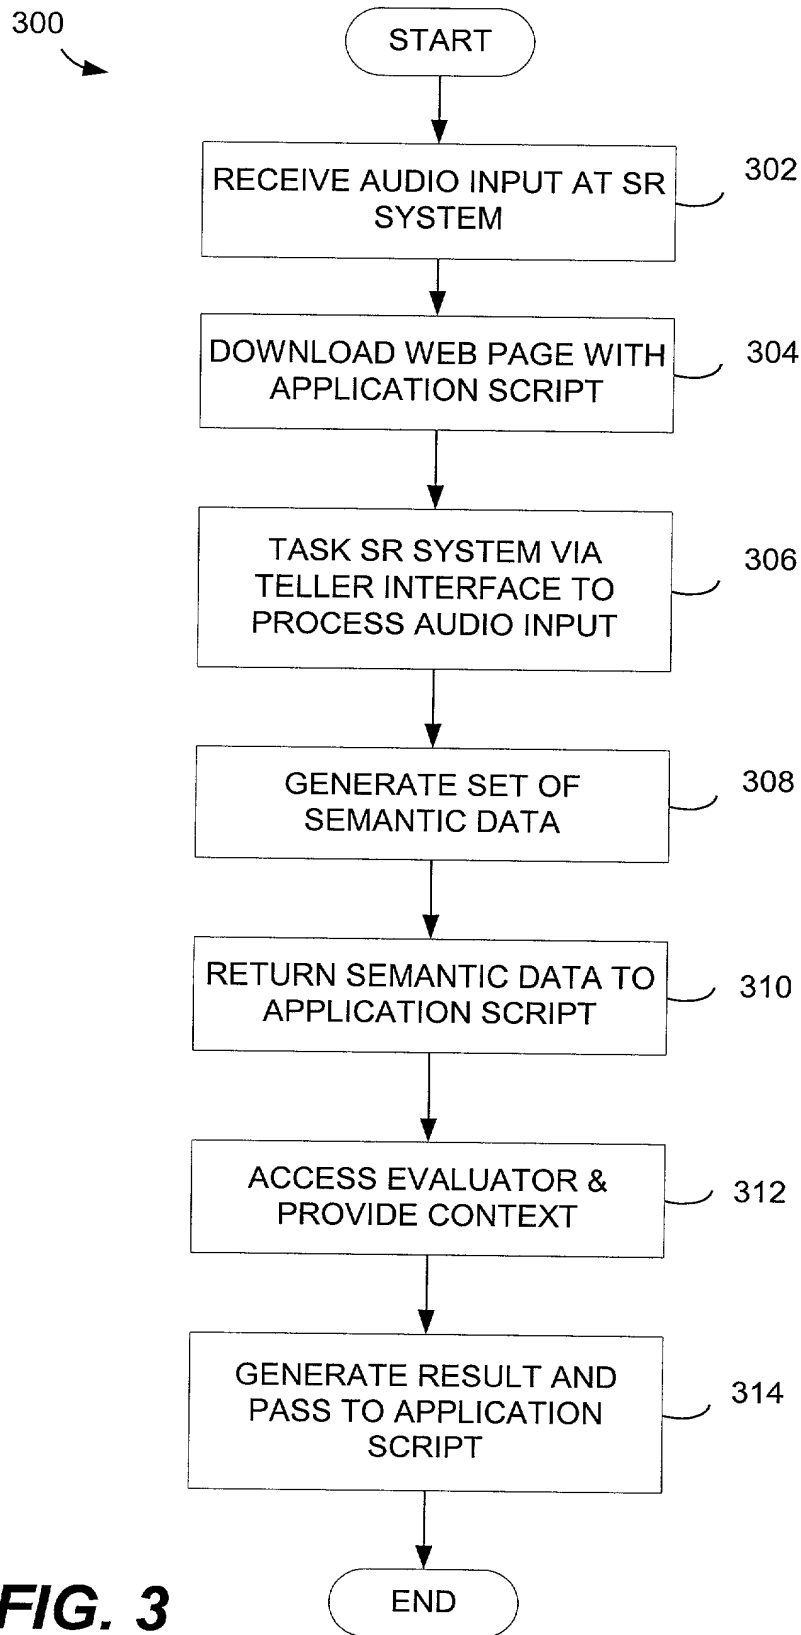 300
START
RECEIVE AUDIO INPUT AT SR
SYSTEM
302
DOWNLOAD WEB PAGE WITH
APPLICATION SCRIPT
304
TASK SR SYSTEM VIA
TELLER INTERFACE TO
PROCESS AUDIO INPUT
306
GENERATE SET OF
SEMANTIC DATA
308
RETURN SEMANTIC DATA TO
APPLICATION SCRIPT
310
ACCESS EVALUATOR &
PROVIDE CONTEXT
312
GENERATE RESULT AND
PASS TO APPLICATION
SCRIPT
314
END
FIG. 3